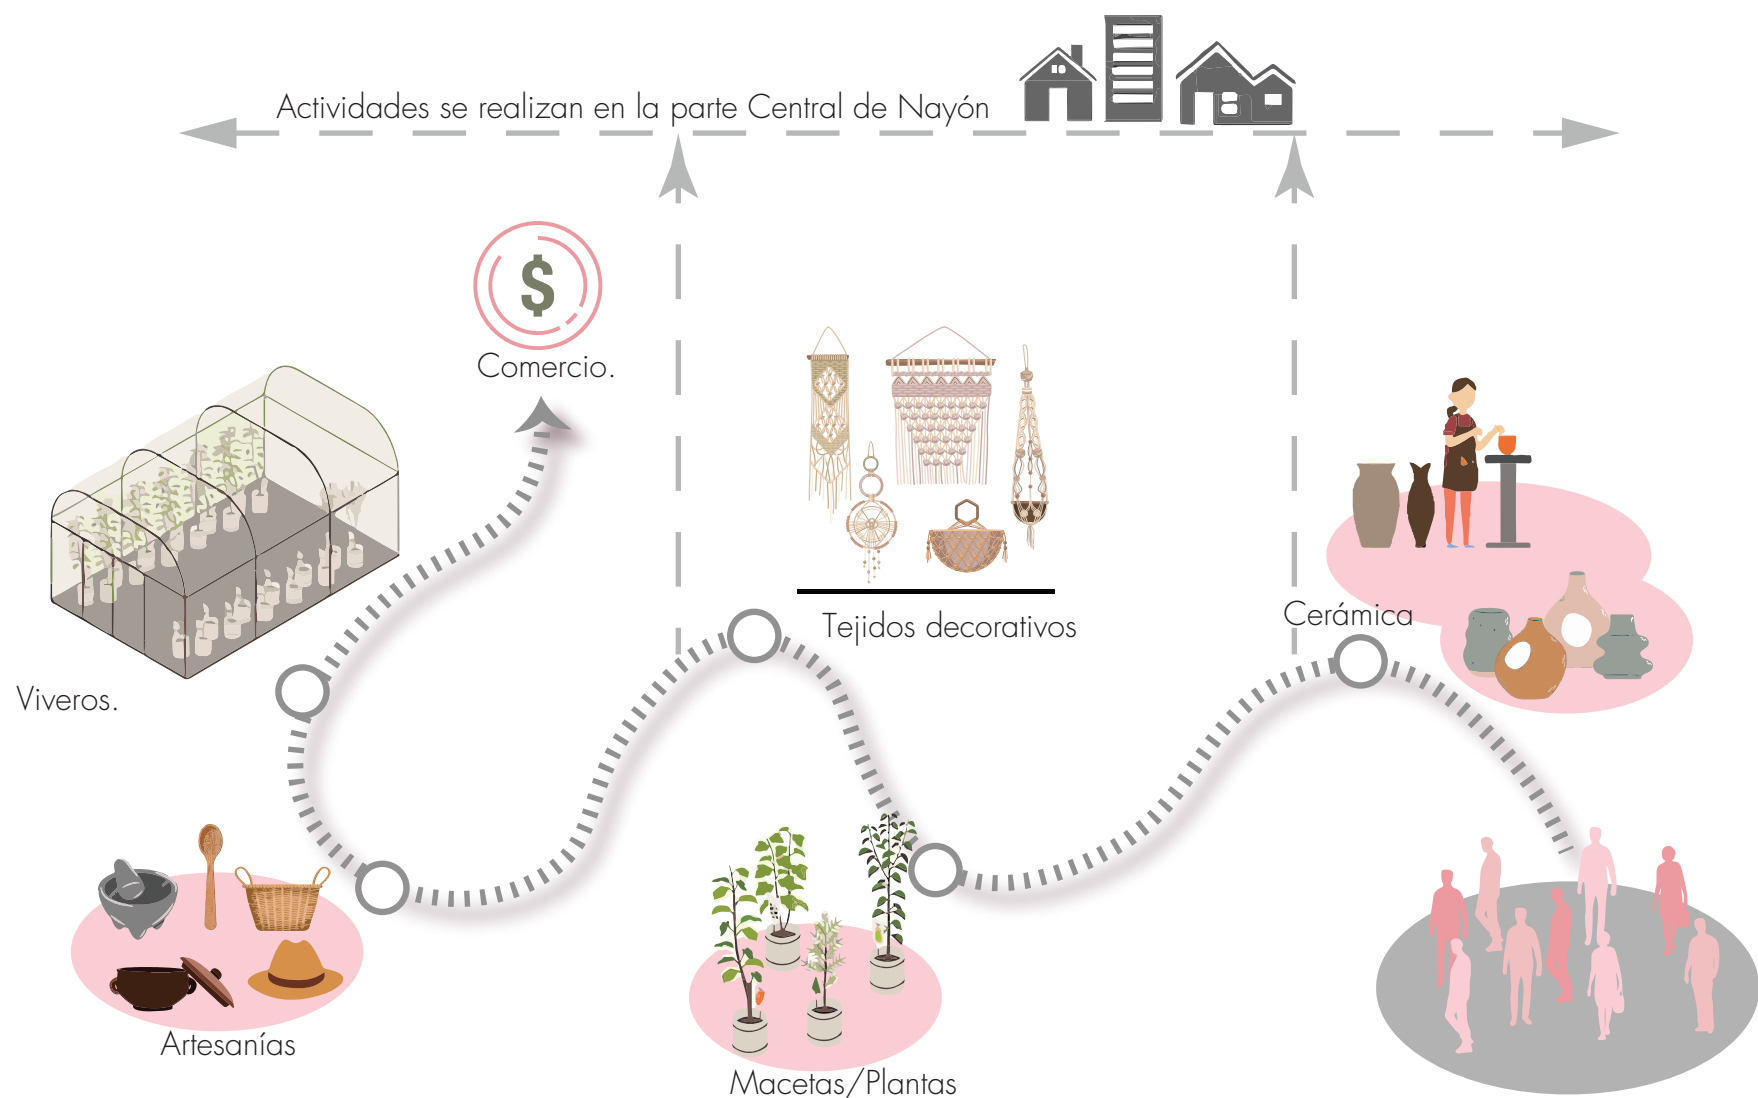 Actividades se realizan en la parte Central de Nayón
$
Comercio.
Tejidos decorativos
Cerámica
Viveros.
Artesanías
Macetas/Plantas